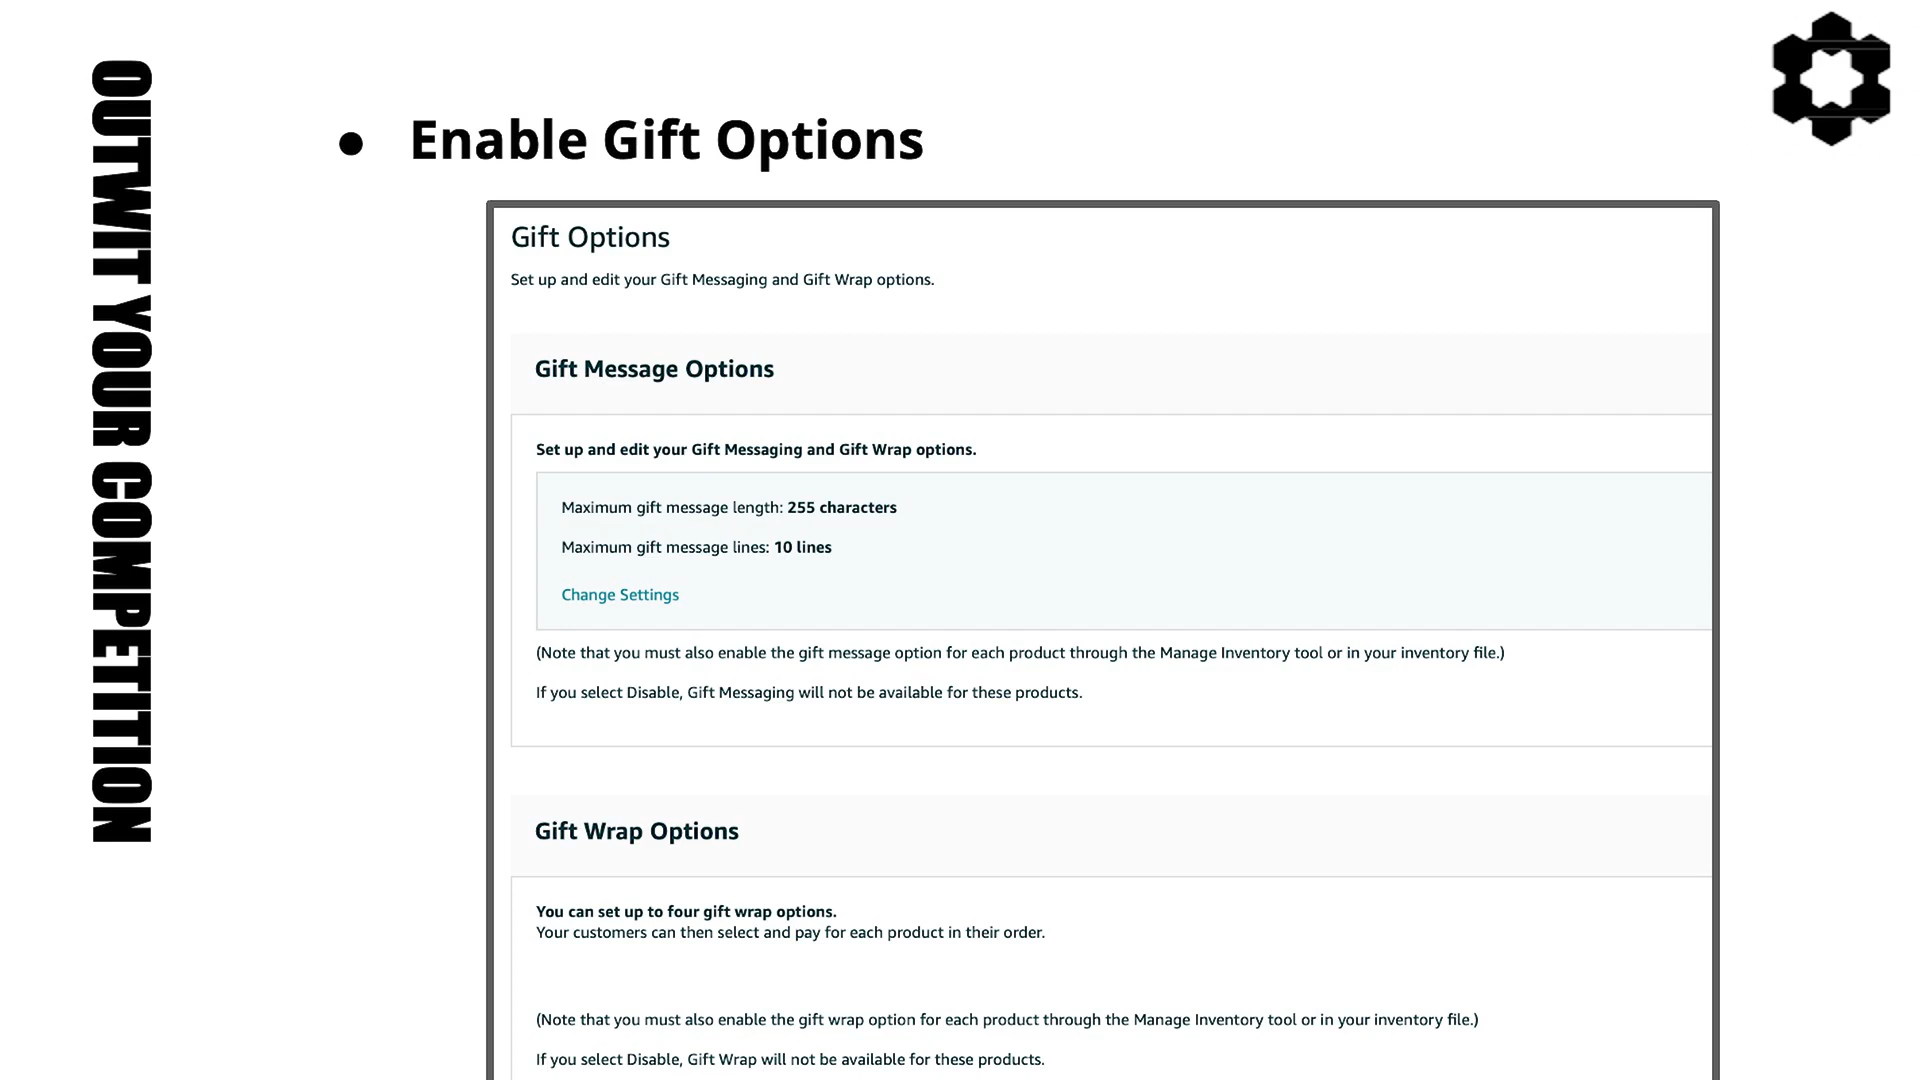 OUTWIT YOUR COMPETITION
● Enable Gift Options
Gift Options
Set up and edit your Gift Messaging and Gift Wrap options.
Gift Message Options
Set up and edit your Gift Messaging and Gift Wrap options.
Maximum gift message length: 255 characters
Maximum gift message lines: 10 lines
Change Settings
(Note that you must also enable the gift message option for each product through the Manage Inventory tool or in your inventory file.)
If you select Disable, Gift Messaging will not be available for these products.
Gift Wrap Options
You can set up to four gift wrap options.
Your customers can then select and pay for each product in their order.
(Note that you must also enable the gift wrap option for each product through the Manage Inventory tool or in your inventory file.)
If you select Disable, Gift Wrap will not be available for these products.